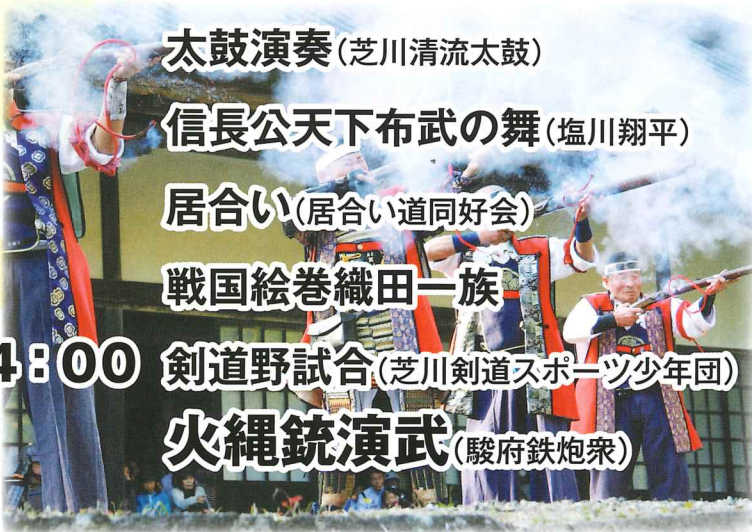 太鼓演奏(芝川清流太鼓)
信長公天下布武の舞(塩川翔平)
居合い(居合い道同好会)
戦国絵巻織田一族
4:00 剣道野試合(芝川剣道スポーツ少年団)
火縄銃演武(駿府鉄炮衆)